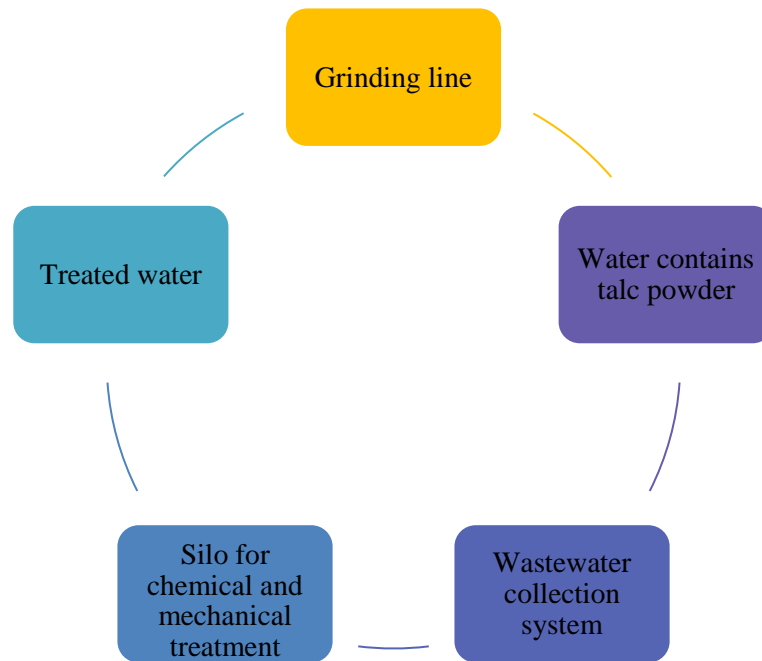 Grinding line
Water contains
talc powder
Wastewater
collection
system
Silo for
chemical and
mechanical
treatment
Treated water